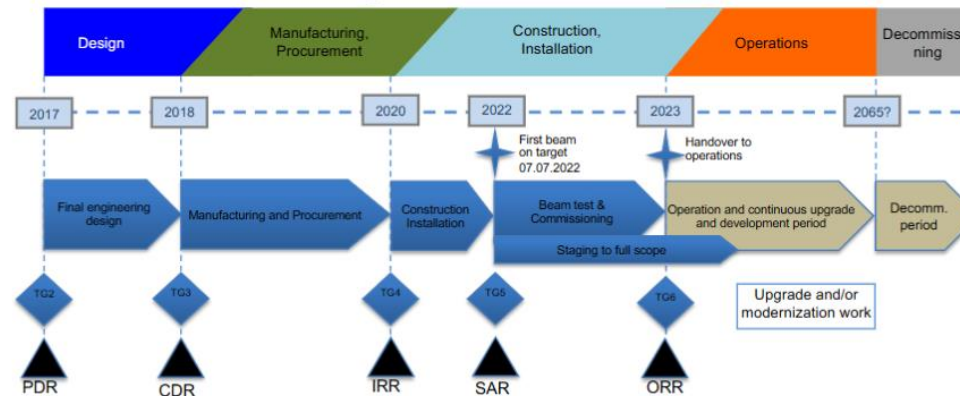 Design
Manufacturing,
Procurement
Construction,
Installation
Operations
Decommissi
ning
2017
2018
2020
2022
2023
2065?
First beam
on target
07.07.2022
Handover to
operations
Final engineering
design
Manufacturing and Procurement
Construction
Installation
Beam test &
Commissioning
Operation and continuous upgrade
and development period
Decomm.
period
Staging to full scope
TG2
TG3
TG4
TG5
TG6
Upgrade and/or
modernization work
PDR
CDR
IRR
SAR
ORR